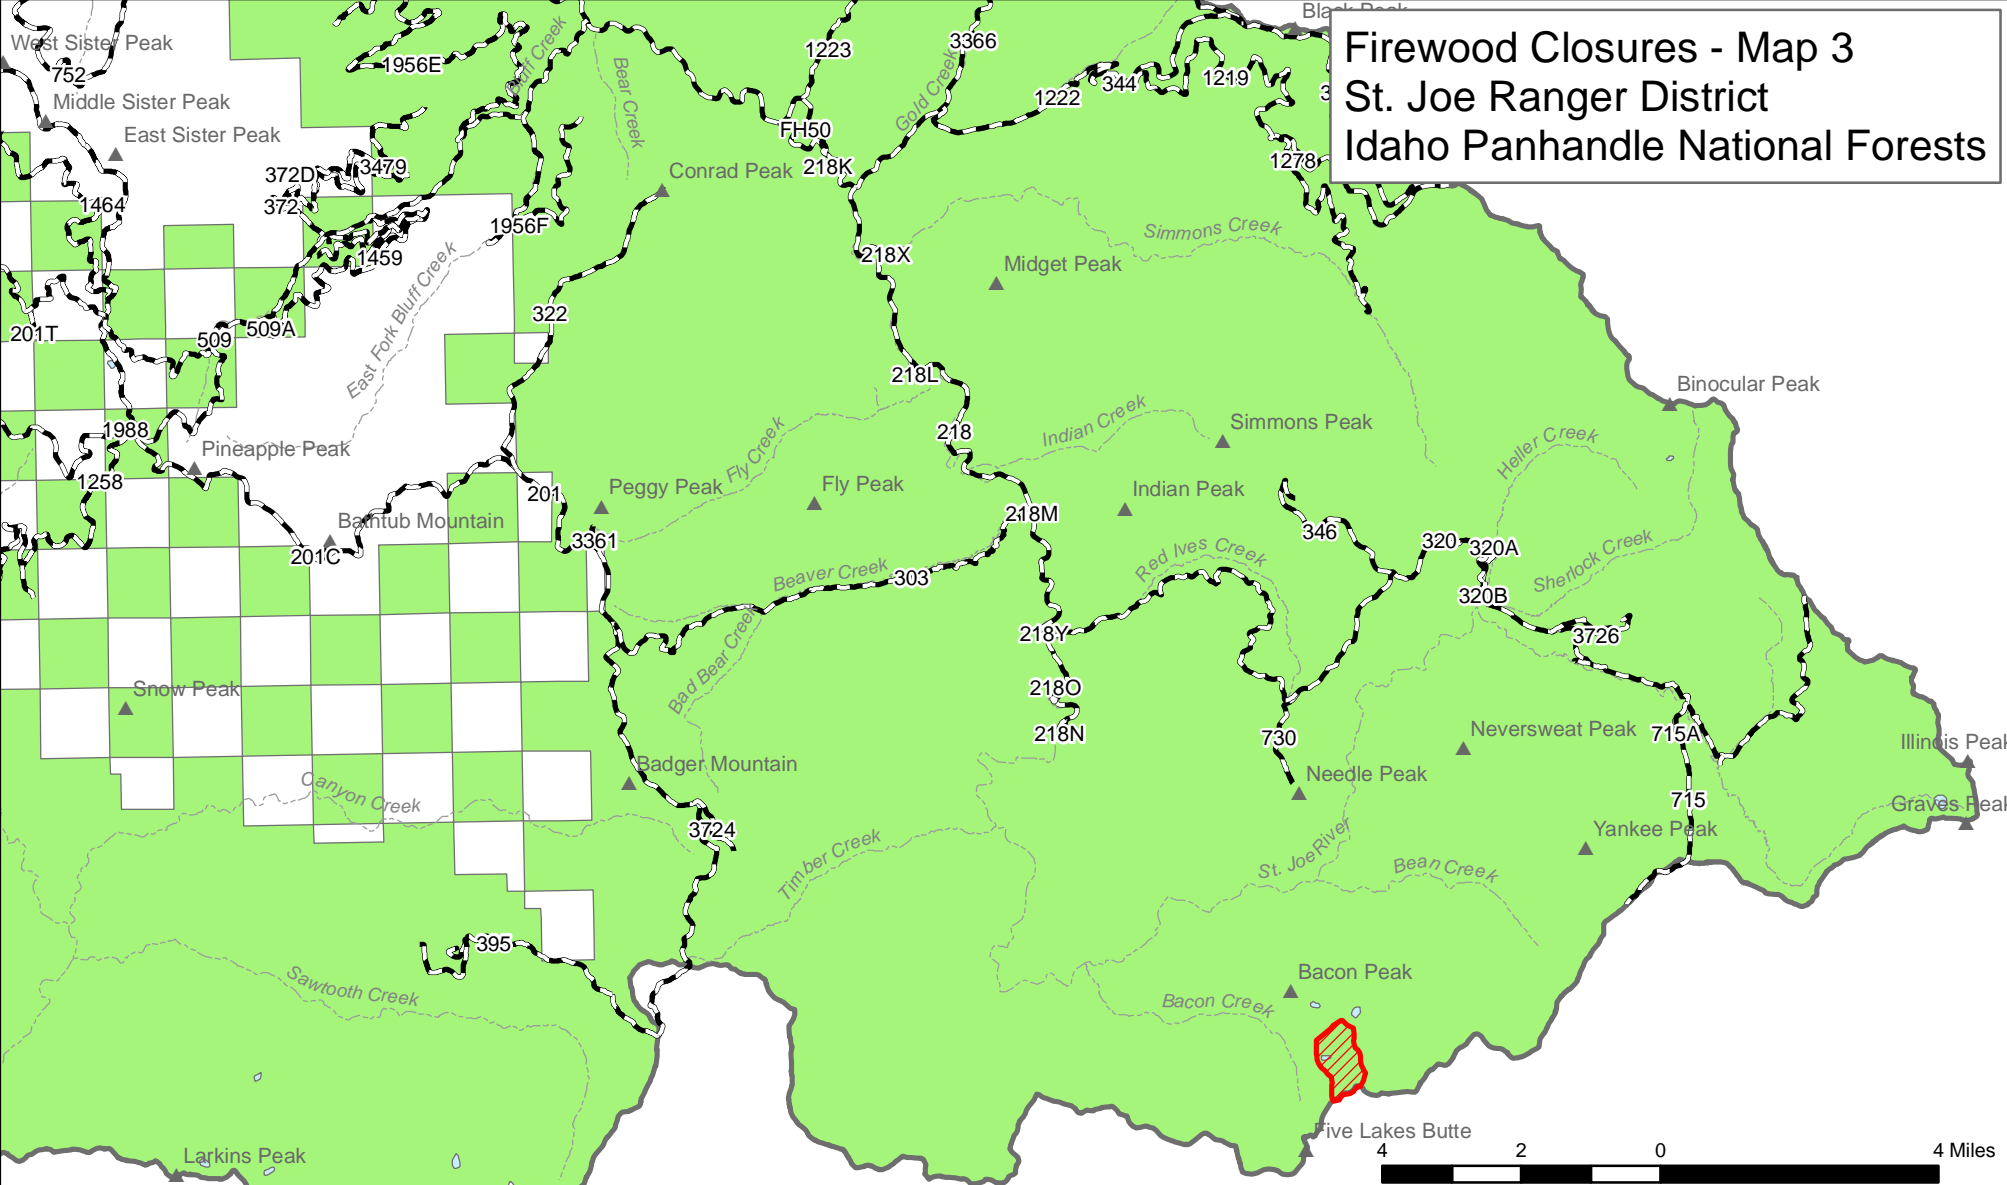 Black Peak
Firewood Closures - Map 3
St. Joe Ranger District
Idaho Panhandle National Forests
West Sister Peak
752
1956E
Bluff Creek
Bear Creek
1223
3366
Gold Creek
1222
344
1219
3
Middle Sister Peak
East Sister Peak
FH50
218K
1278
372D
3479
372
Conrad Peak
1464
1956F
1459
218X
Simmons Creek
Midget Peak
East Fork Bluff Creek
322
201T
509
509A
218L
Binocular Peak
1988
Pineapple Peak
218
Indian Creek
Simmons Peak
Heller Creek
Fly Creek
1258
201
Peggy Peak
Fly Peak
Indian Peak
218M
Bathtub Mountain
201C
3361
346
320
320A
Beaver Creek
303
Red Ives Creek
Sherlock Creek
320B
218Y
3726
Bad Bear Creek
Snow Peak
218O
218N
730
Neversweat Peak
715A
Illinois Peak
Badger Mountain
Needle Peak
Canyon Creek
715
Graves Peak
3724
Yankee Peak
Timber Creek
St. Joe River
Bean Creek
395
Sawtooth Creek
Bacon Peak
Bacon Creek
Five Lakes Butte
Larkins Peak
4 2 0 4 Miles